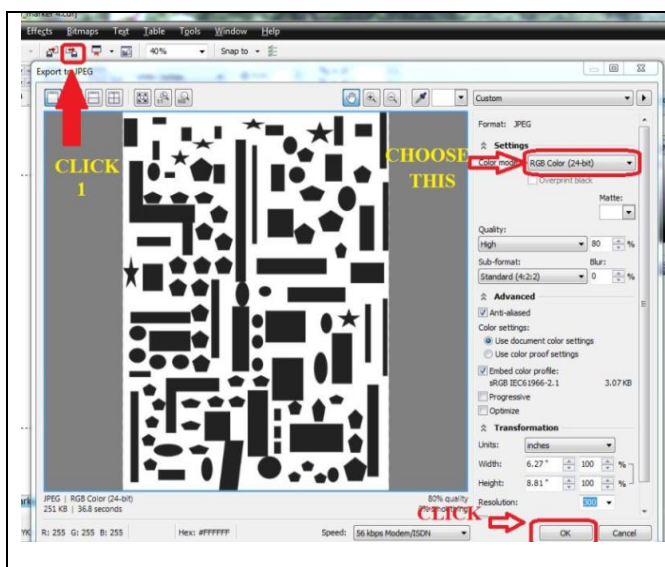 marker 4.cdr]
Effects Bitmaps Text Table Tools Window Help
40% Snap to
Export to JPEG
Custom
Format: JPEG
Settings
Color mode: RGB Color (24-bit)
Overprint black
Matte:
CLICK
1
CHOOSE
THIS
Quality:
High 80 %
Sub-format: Blur:
Standard (4:2:2) 0 %
Advanced
Anti-aliased
Color settings:
Use document color settings
Use color proof settings
Embed color profile:
sRGB IEC61966-2.1 3.07 KB
Progressive
Optimize
Transformation
Units: inches
Width: 6.27 " 100 %
Height: 8.81 " 100 %
Resolution: 300
JPEG | RGB Color (24-bit) 80% quality
251 KB | 36.8 seconds
CLICK
R: 255 G: 255 B: 255 Hex: #FFFFFF Speed: 56 kbps Modem/ISDN OK Cancel